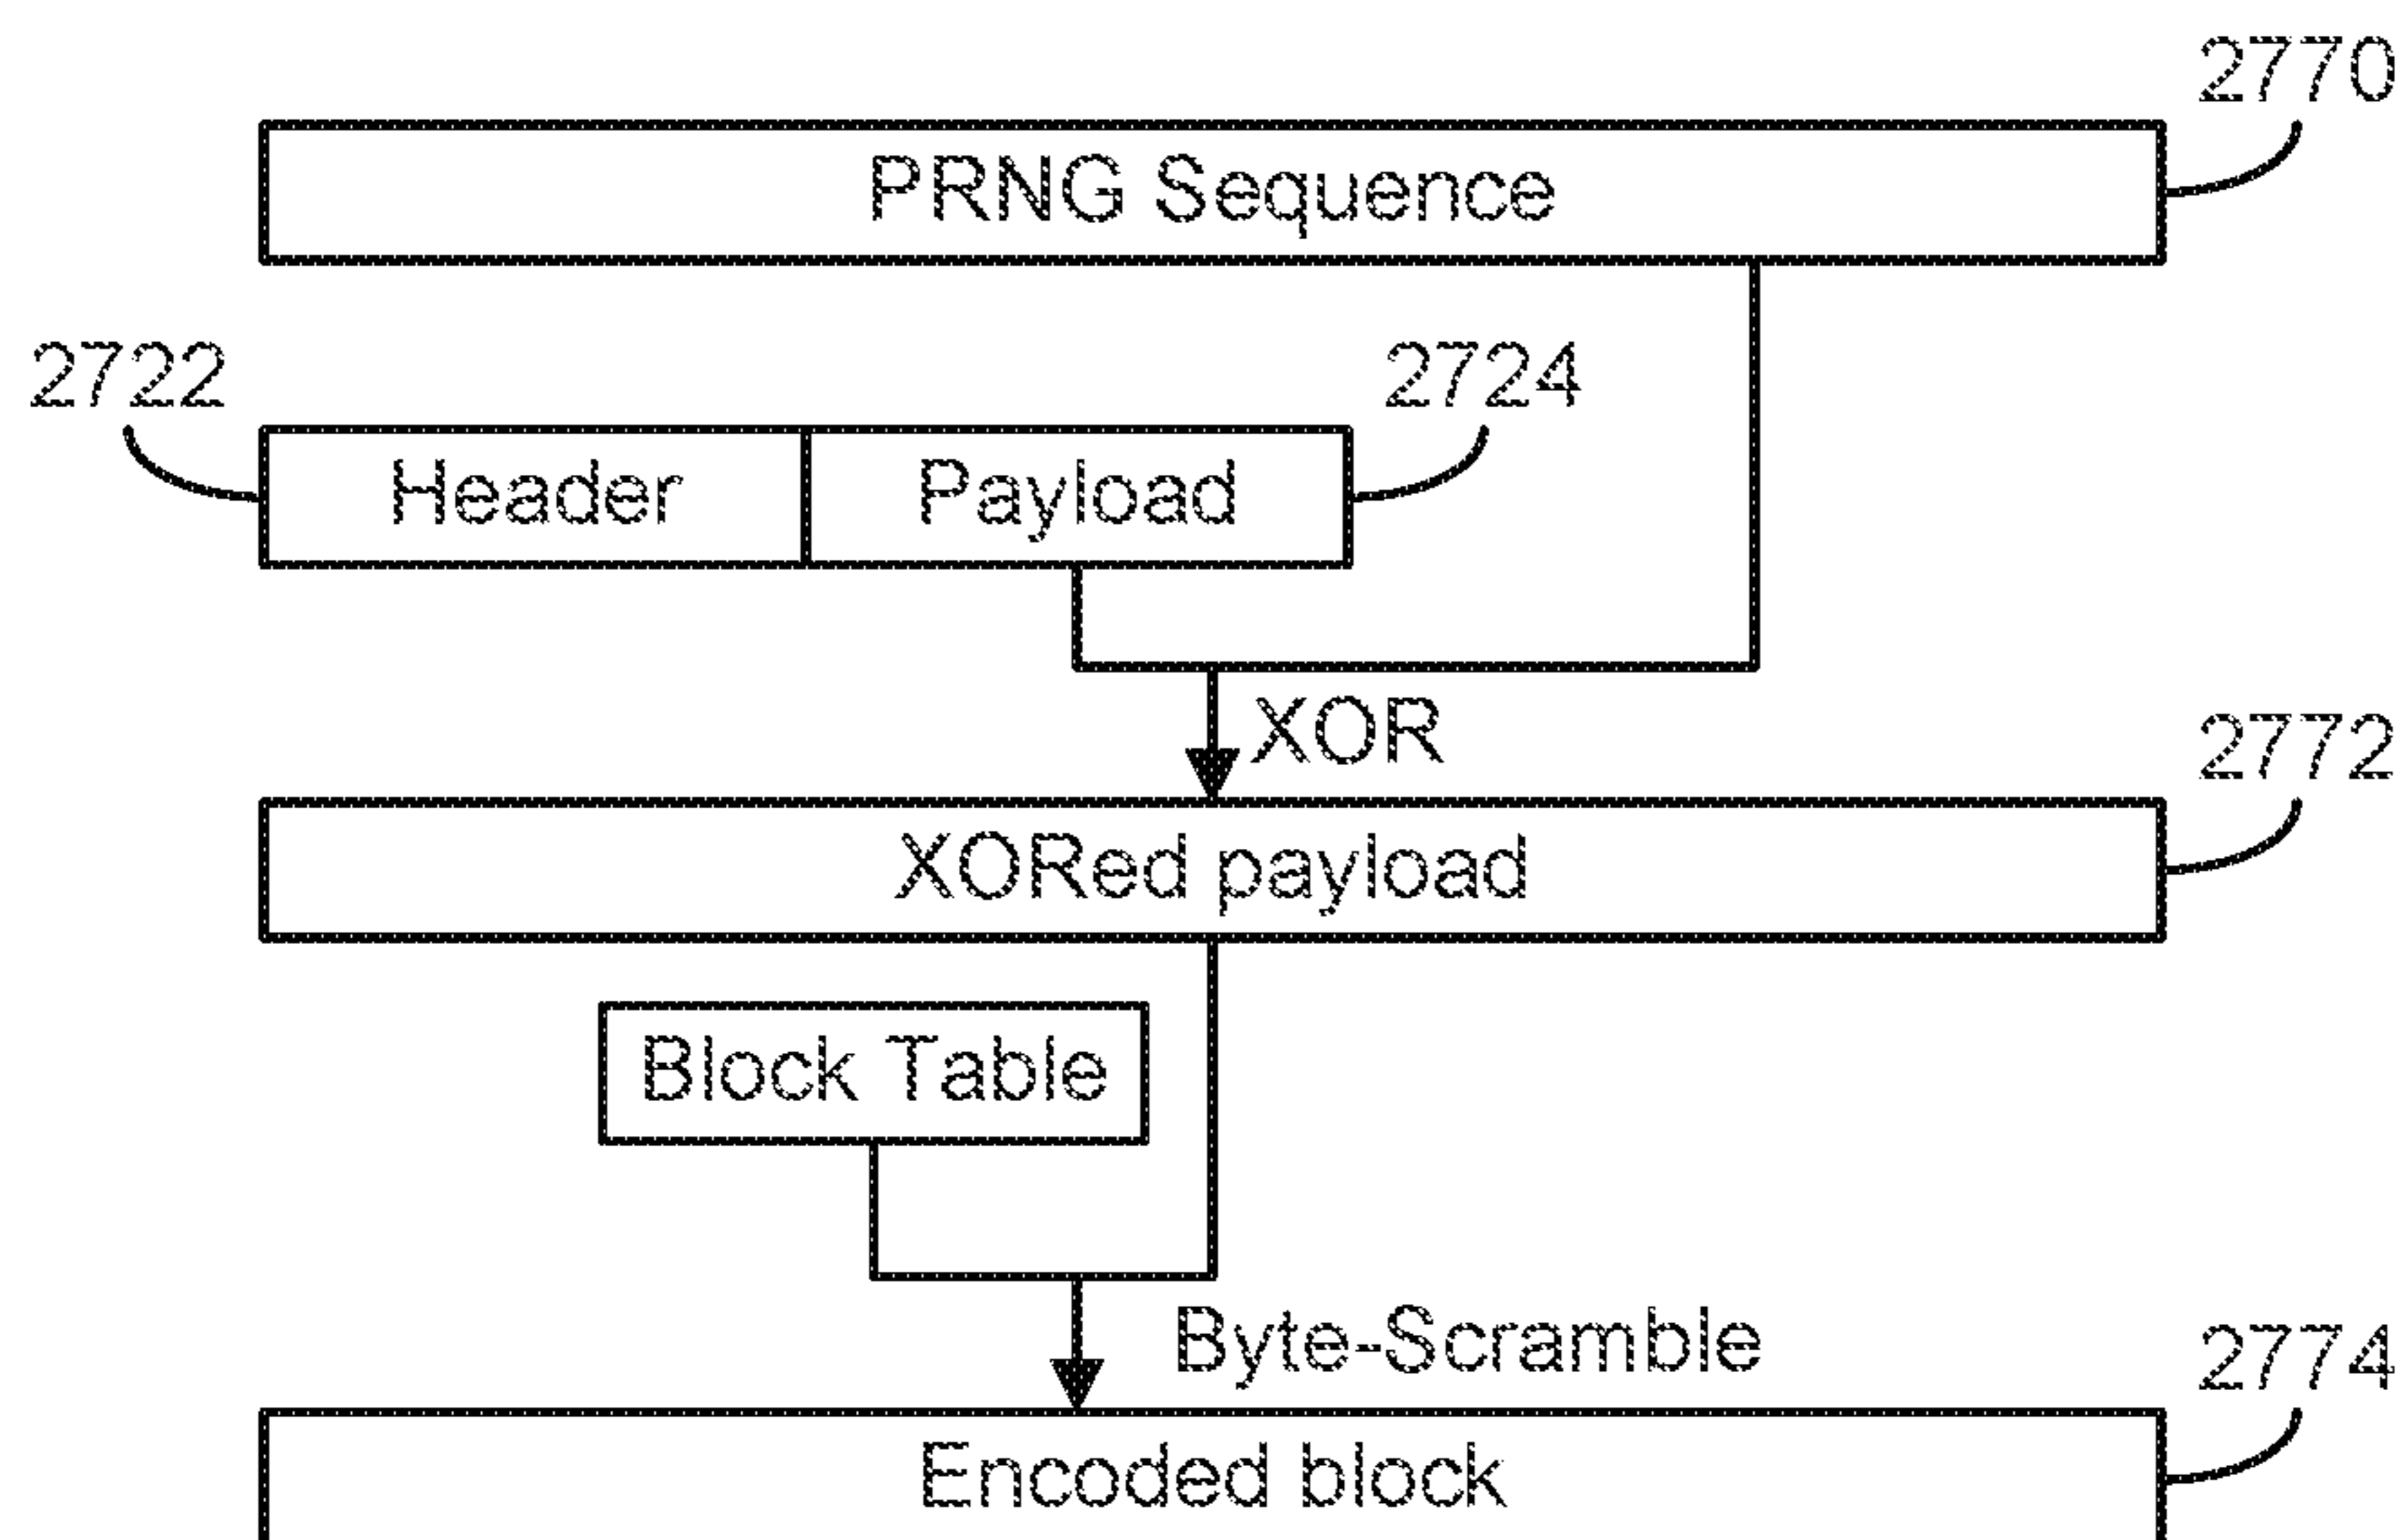 2770
PRNG Sequence
2722
2724
Header
Payload
XOR
2772
XORed payload
Block Table
Byte-Scramble
2774
Encoded block